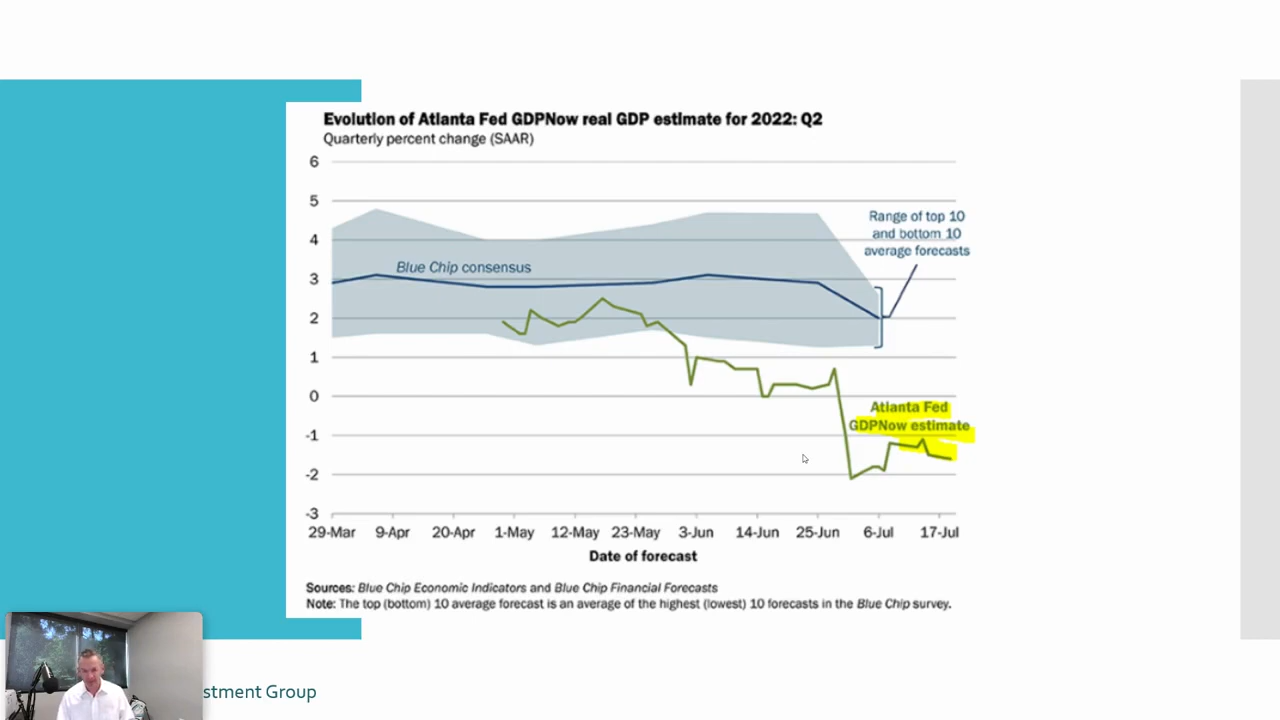 Evolution of Atlanta Fed GDPNow real GDP estimate for 2022: Q2
Quarterly percent change (SAAR)
6
5
4
3
2
1
0
-1
-2
-3
Blue Chip consensus
Range of top 10
and bottom 10
average forecasts
Atlanta Fed
GDPNow estimate
29-Mar 9-Apr 20-Apr 1-May 12-May 23-May 3-Jun 14-Jun 25-Jun 6-Jul 17-Jul
Date of forecast
Sources: Blue Chip Economic Indicators and Blue Chip Financial Forecasts
Note: The top (bottom) 10 average forecast is an average of the highest (lowest) 10 forecasts in the Blue Chip survey.
stment Group